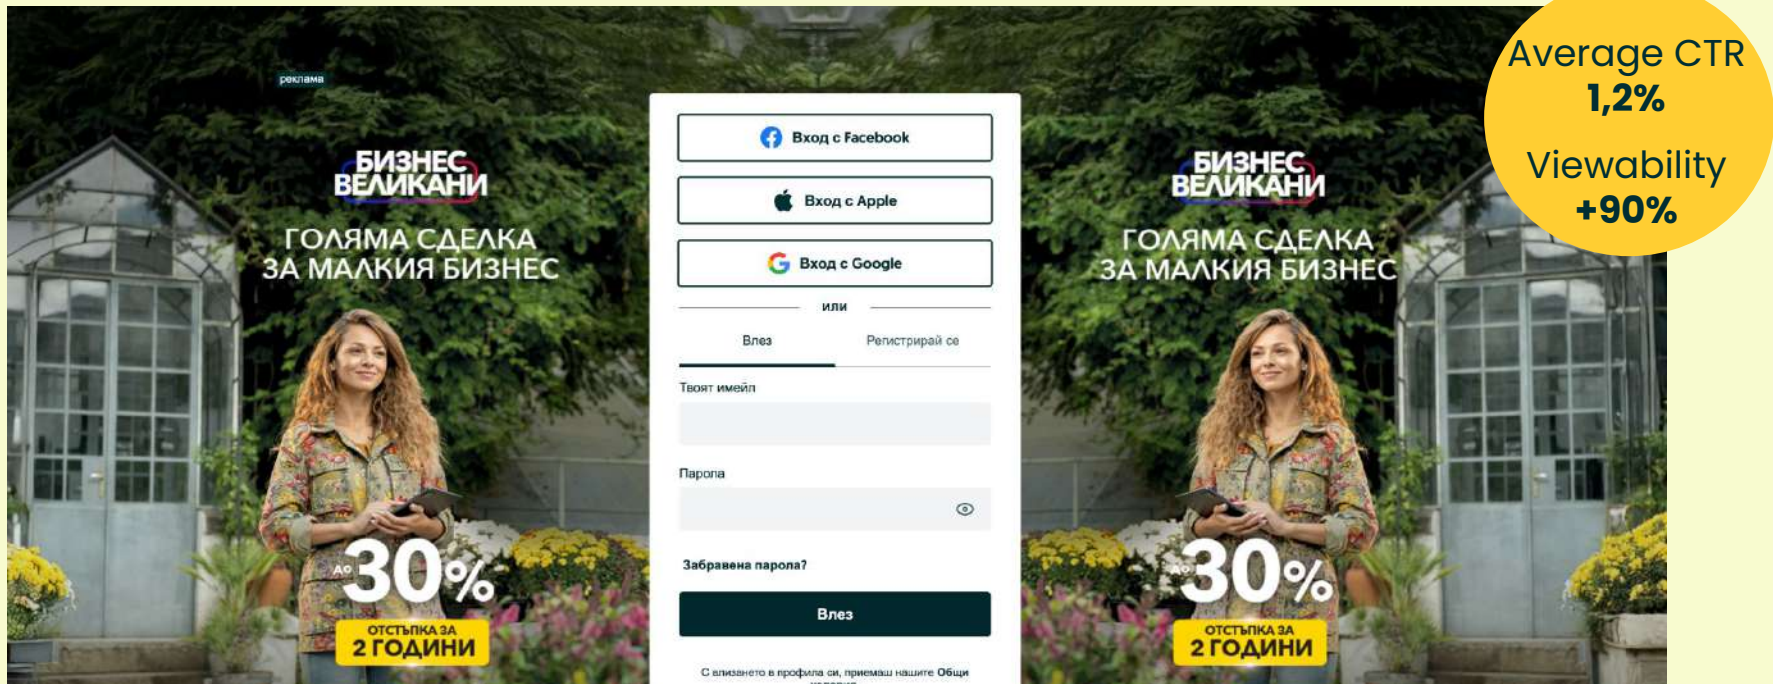 реклама
БИЗНЕС
ВЕЛИКАНИ
ГОЛЯМА СДЕЛКА
ЗА МАЛКИЯ БИЗНЕС
ДО 30%
ОТСТЪПКА ЗА
2 ГОДИНИ
Вход с Facebook
Вход с Apple
Вход с Google
или
Влез Регистрирай се
Твоят имейл
Парола
Забравена парола?
Влез
С влизането в профила си, приемаш нашите Общи
БИЗНЕС
ВЕЛИКАНИ
ГОЛЯМА СДЕЛКА
ЗА МАЛКИЯ БИЗНЕС
ДО 30%
ОТСТЪПКА ЗА
2 ГОДИНИ
Average CTR
1,2%
Viewability
+90%